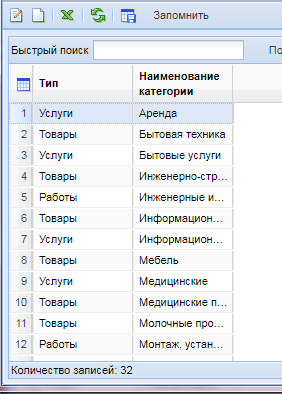 Запомнить
Быстрый поиск По
Тип Наименование
категории
1 Услуги Аренда
2 Товары Бытовая техника
3 Услуги Бытовые услуги
4 Товары Инженерно-стр...
5 Работы Инженерные и...
6 Товары Информацион...
7 Услуги Информацион...
8 Товары Мебель
9 Услуги Медицинские
10 Товары Медицинские п...
11 Товары Молочные про...
12 Работы Монтаж, устан...
Количество записей: 32